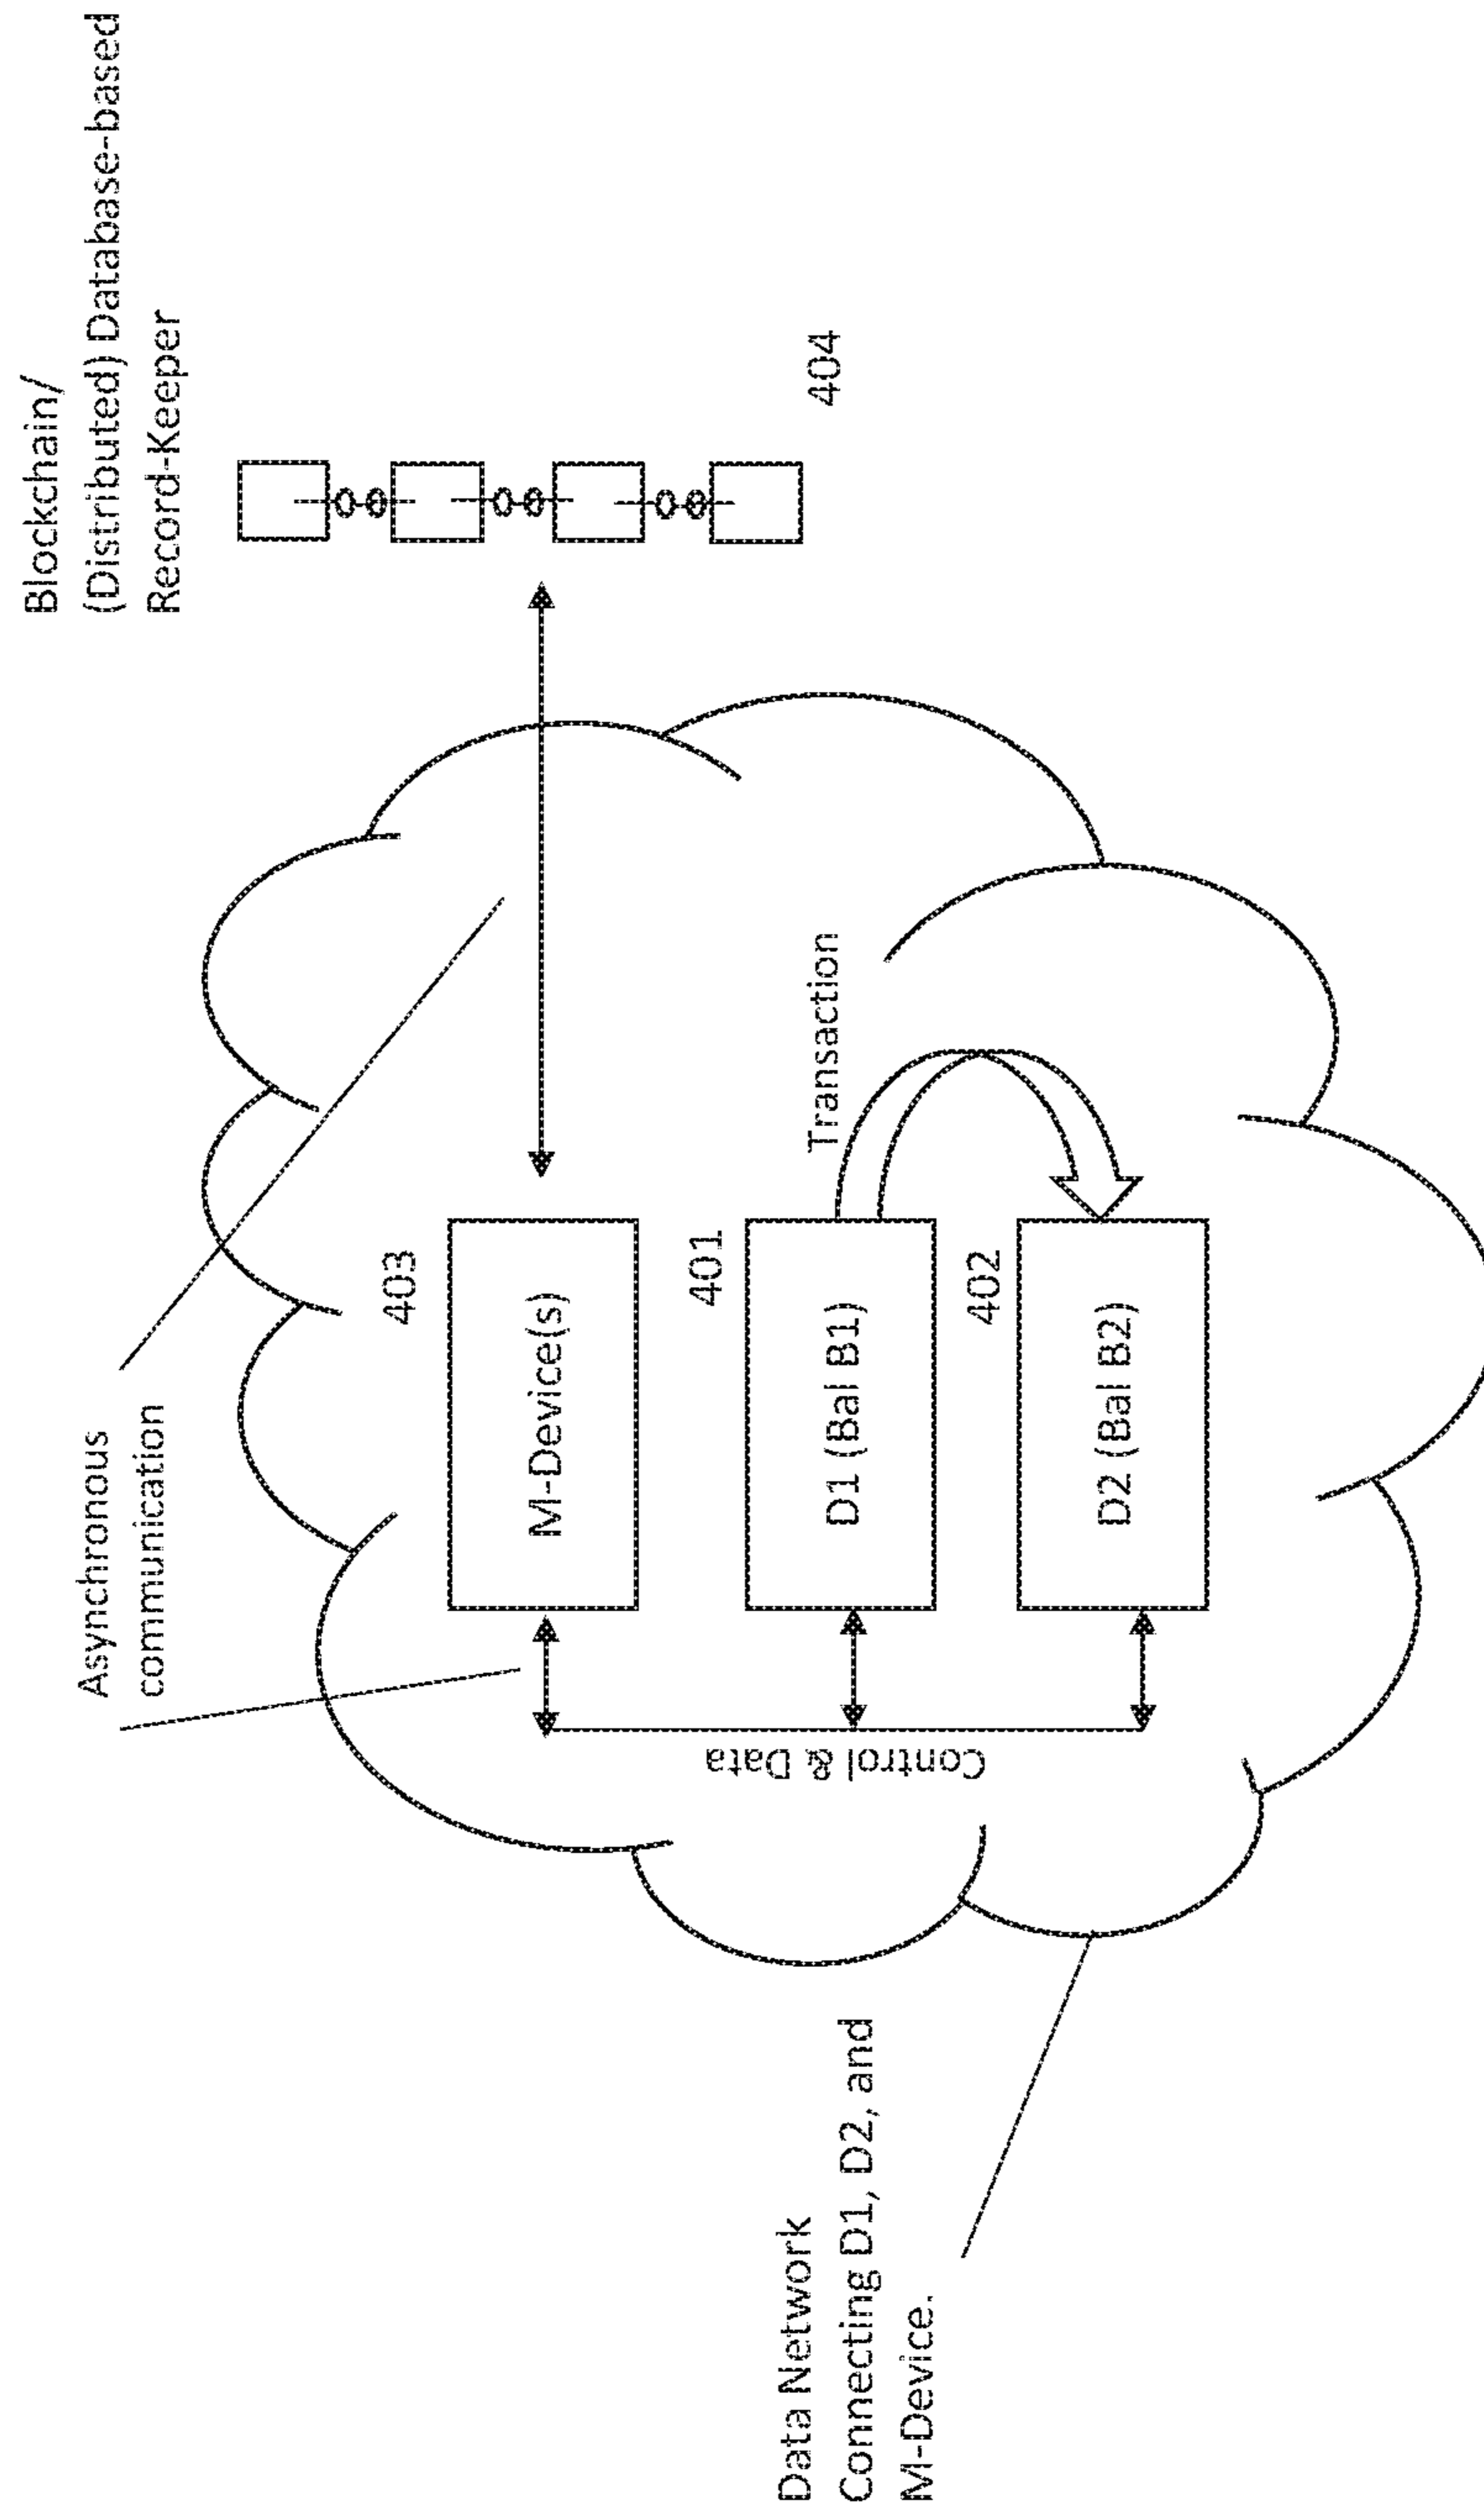 Blockchain/
(Distributed) Database-based
Record-Keeper
Asynchronous
communication
403
M-Device(s)
404
401
D1 (Bal B1)
Transaction
402
D2 (Bal B2)
Control & Data
Data Network
Connecting D1, D2, and
M-Device.